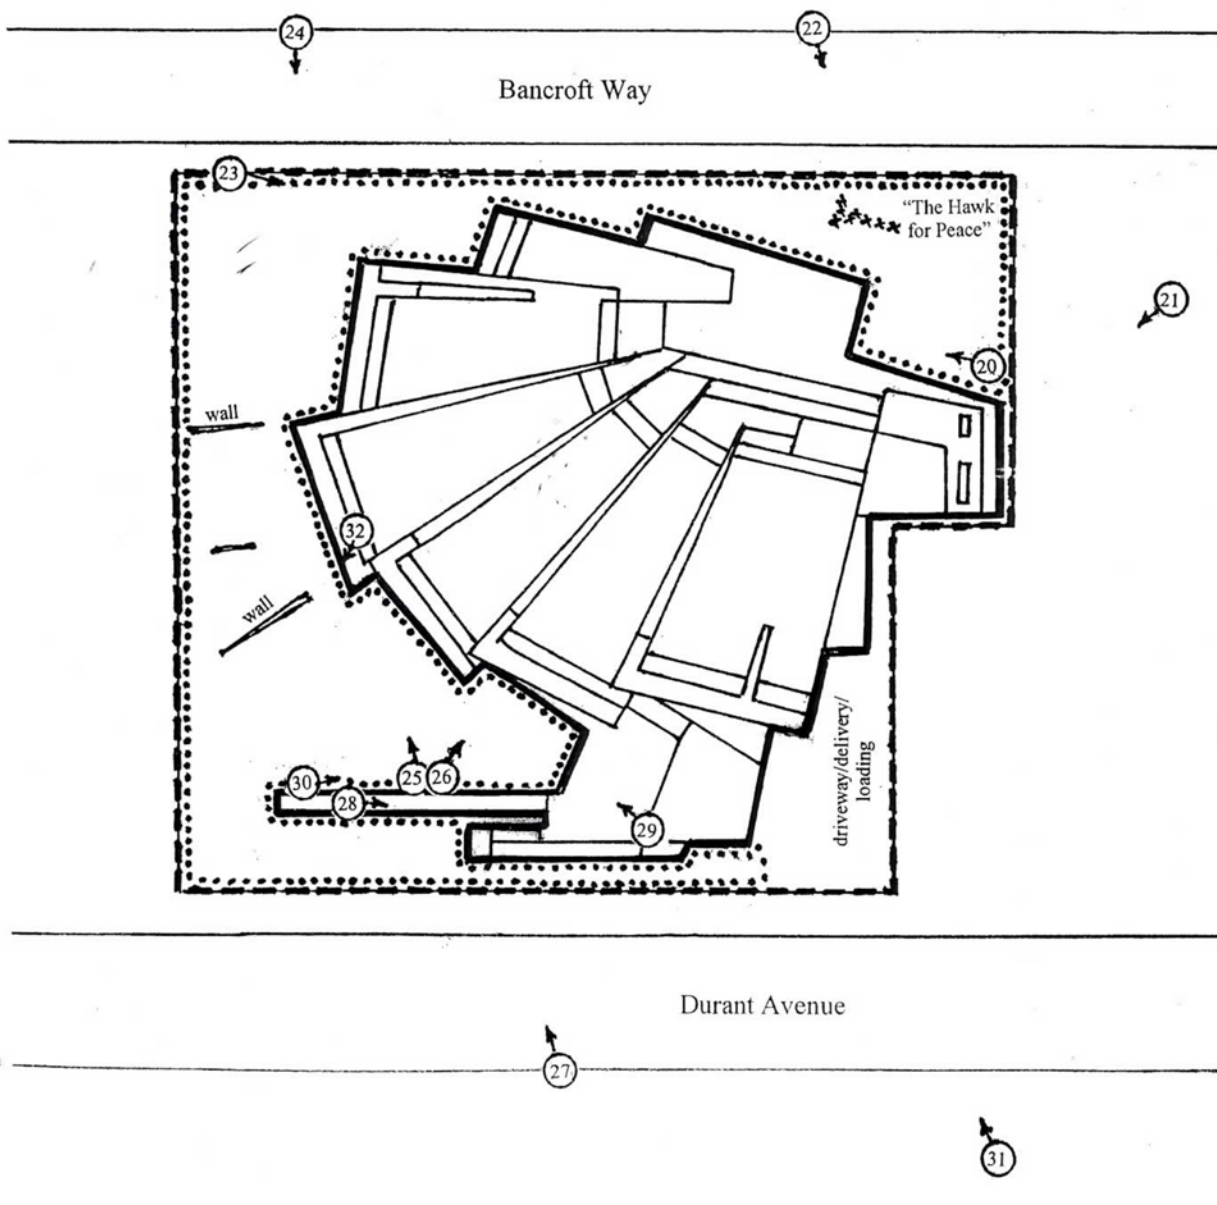 24
22
Bancroft Way
23
"The Hawk
for Peace"
21
20
wall
32
wall
driveway/delivery/
loading
25
26
30
28
29
Durant Avenue
27
31